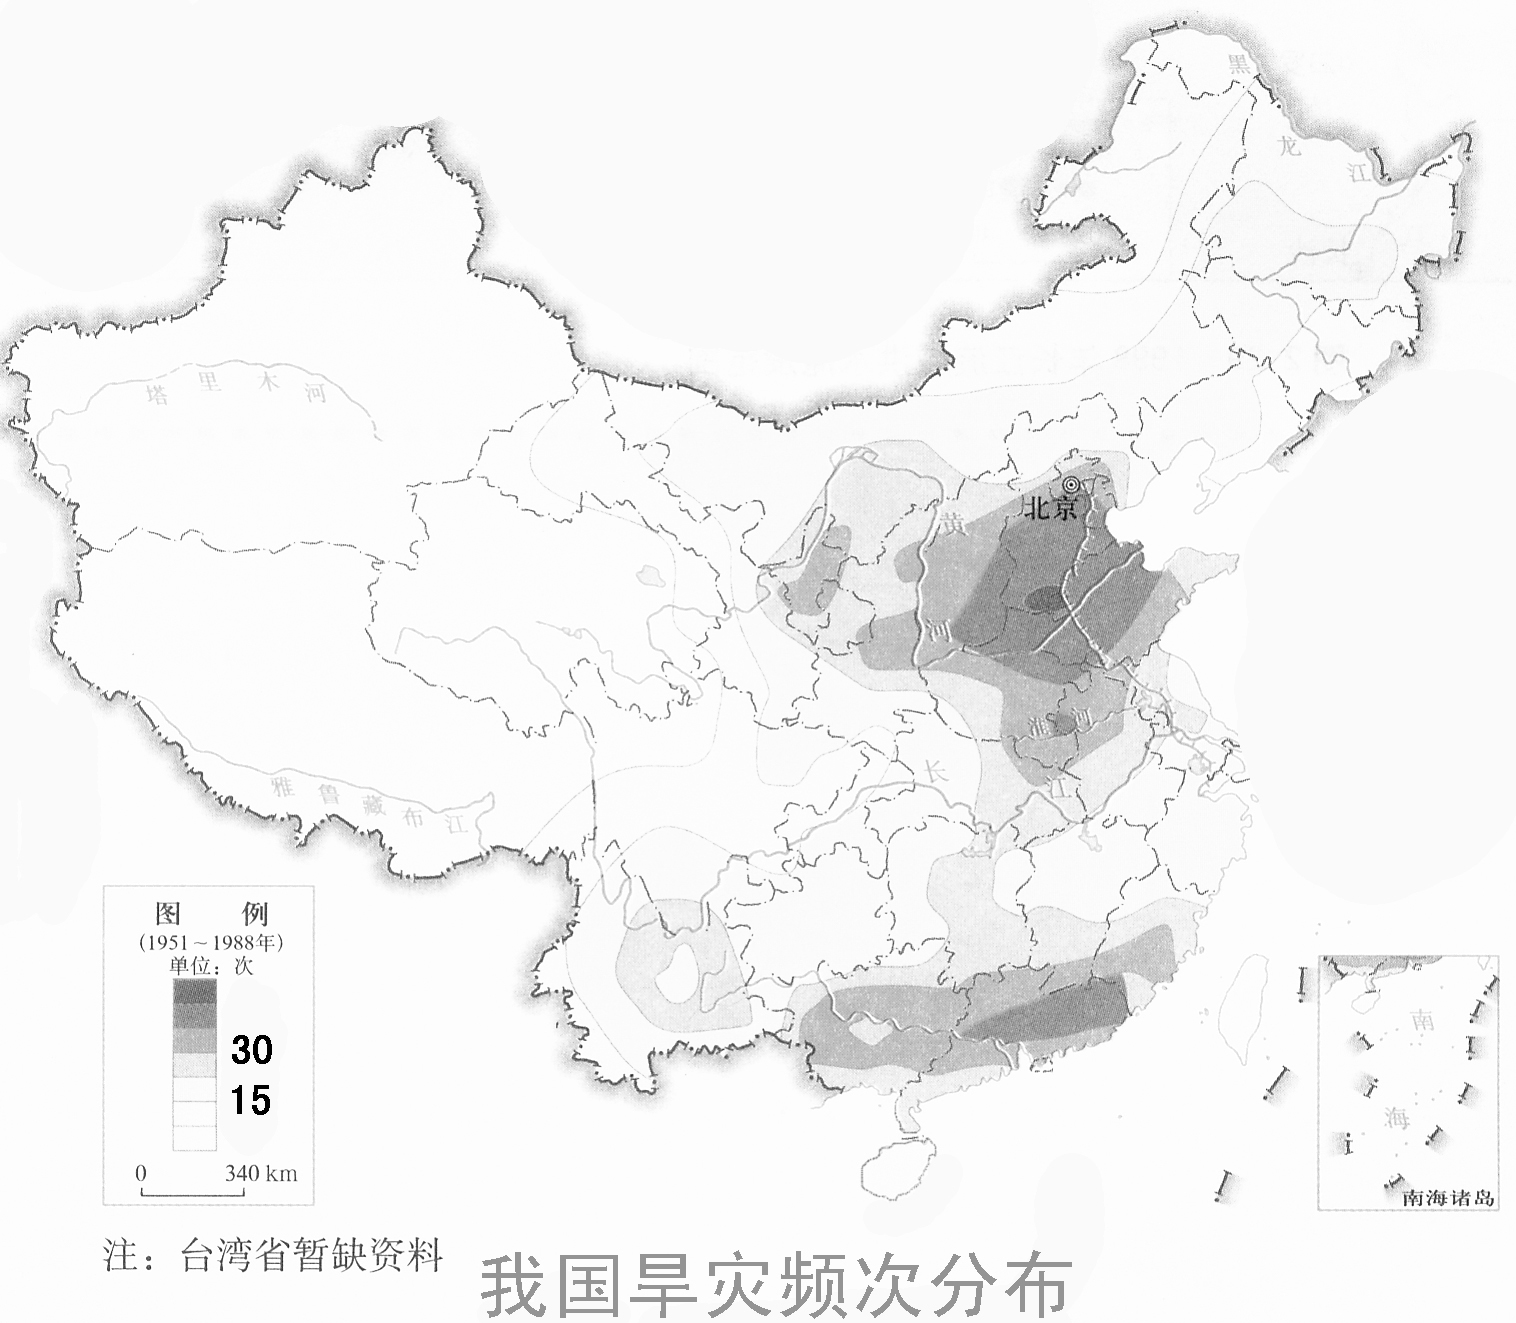 黑
龙
江
塔里木河
北京
黄
河
淮河
长
江
雅鲁藏布江
图 例
(1951～1988年)
单位：次
30
15
0 340 km
南
海
南海诸岛
注：台湾省暂缺资料
我国旱灾频次分布